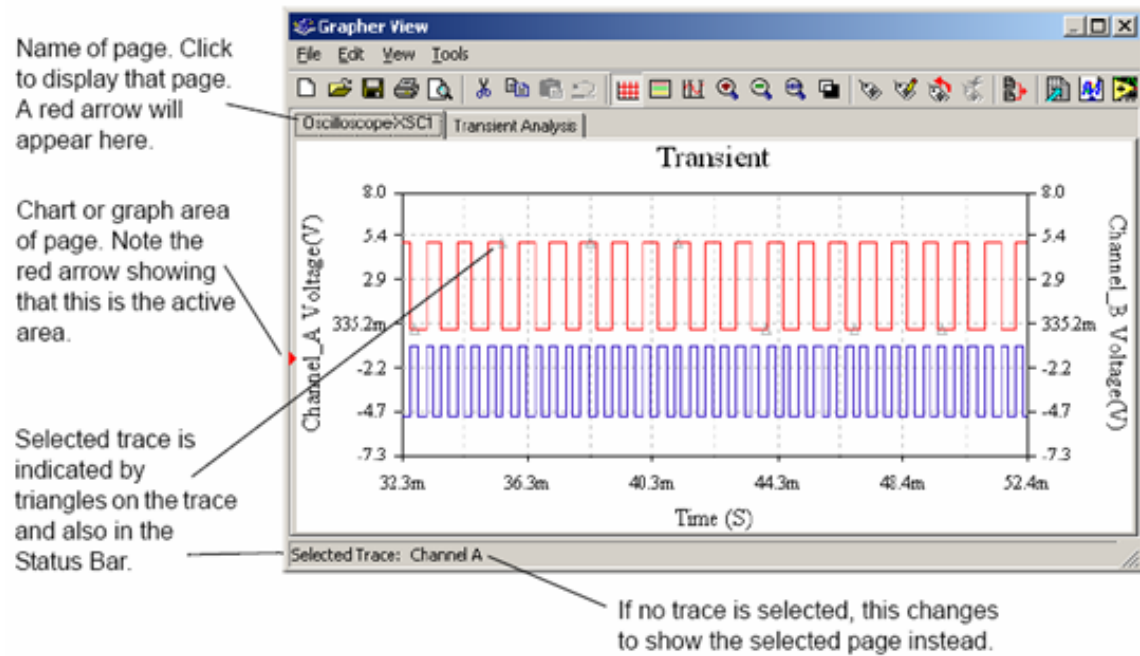 Name of page. Click
to display that page.
A red arrow will
appear here.
Chart or graph area
of page. Note the
red arrow showing
that this is the active
area.
Selected trace is
indicated by
triangles on the trace
and also in the
Status Bar.
Grapher View
File Edit View Tools
Oscilloscope-XSC1 Transient Analysis
Transient
Channel_A Voltage(V)
8.0
5.4
2.9
335.2m
-2.2
-4.7
-7.3
8.0
5.4
2.9
335.2m
-2.2
-4.7
-7.3
Channel_B Voltage(V)
32.3m 36.3m 40.3m 44.3m 48.4m 52.4m
Time (S)
Selected Trace: Channel A
If no trace is selected, this changes
to show the selected page instead.